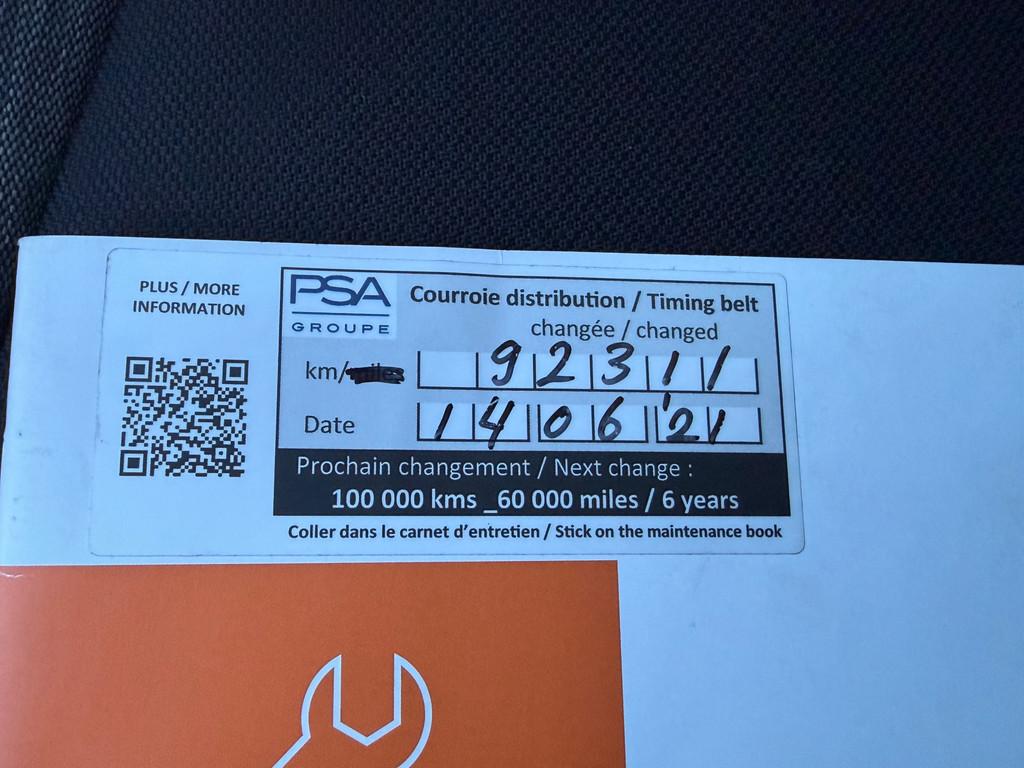 PLUS / MORE
INFORMATION
PSA
GROUPE
Courroie distribution / Timing belt
changée / changed
km/miles 92311
Date 14 06 '21
Prochain changement / Next change :
100 000 kms _60 000 miles / 6 years
Coller dans le carnet d'entretien / Stick on the maintenance book